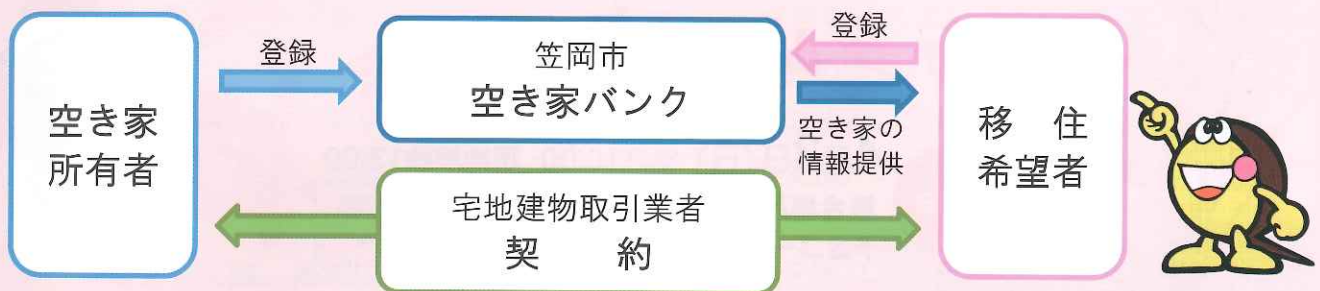 空き家
所有者
登録
笠岡市
空き家バンク
登録
空き家の
情報提供
移　住
希望者
宅地建物取引業者
契　　約